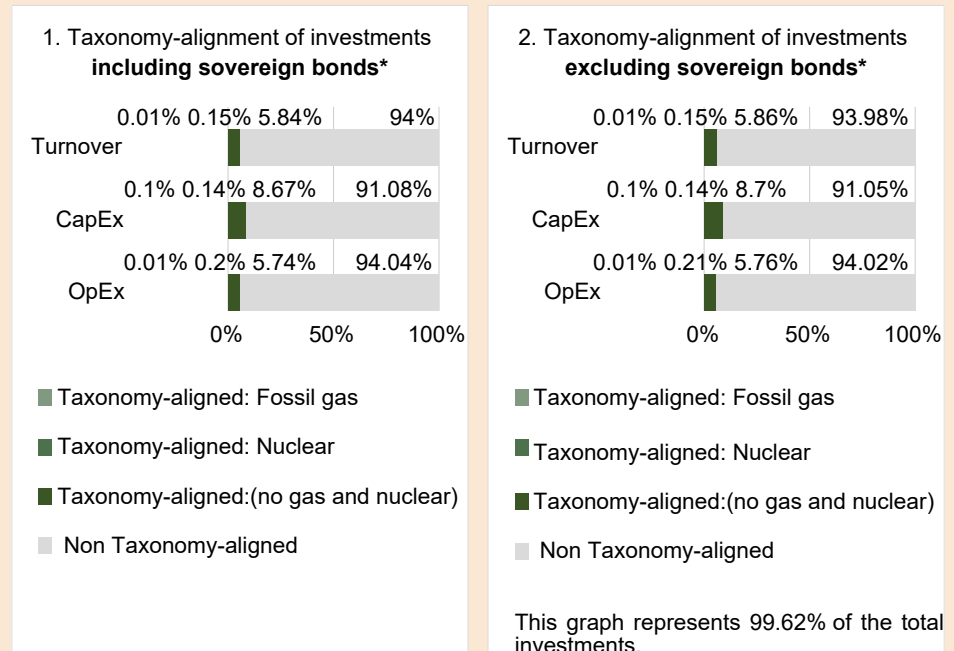 1. Taxonomy-alignment of investments
including sovereign bonds*
0.01% 0.15% 5.84% 94%
Turnover
0.1% 0.14% 8.67% 91.08%
CapEx
0.01% 0.2% 5.74% 94.04%
OpEx
0% 50% 100%
Taxonomy-aligned: Fossil gas
Taxonomy-aligned: Nuclear
Taxonomy-aligned:(no gas and nuclear)
Non Taxonomy-aligned
2. Taxonomy-alignment of investments
excluding sovereign bonds*
0.01% 0.15% 5.86% 93.98%
Turnover
0.1% 0.14% 8.7% 91.05%
CapEx
0.01% 0.21% 5.76% 94.02%
OpEx
0% 50% 100%
Taxonomy-aligned: Fossil gas
Taxonomy-aligned: Nuclear
Taxonomy-aligned:(no gas and nuclear)
Non Taxonomy-aligned
This graph represents 99.62% of the total
investments.